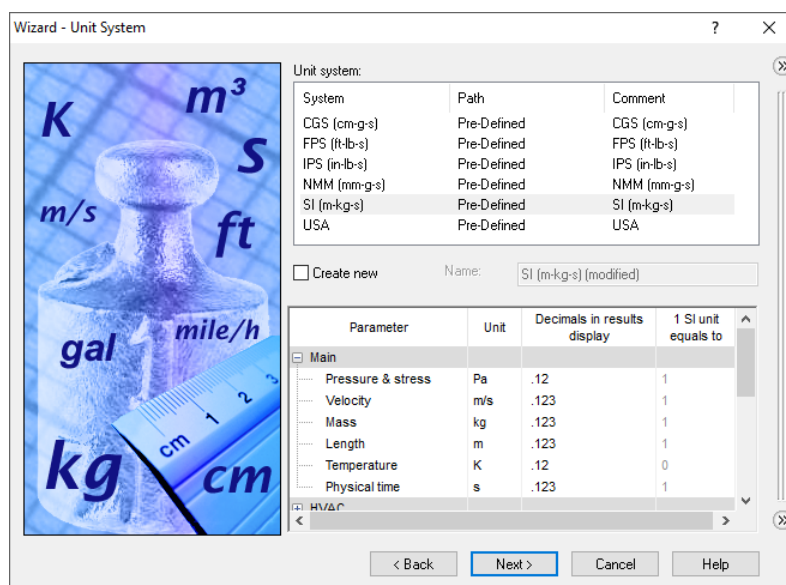 Wizard - Unit System
?
K
m³
S
m/s
ft
gal
mile/h
cm 1 2 3
kg
cm
Unit system:
System Path Comment
CGS (cm-g-s) Pre-Defined CGS (cm-g-s)
FPS (ft-lb-s) Pre-Defined FPS (ft-lb-s)
IPS (in-lb-s) Pre-Defined IPS (in-lb-s)
NMM (mm-g-s) Pre-Defined NMM (mm-g-s)
SI (m-kg-s) Pre-Defined SI (m-kg-s)
USA Pre-Defined USA
Create new Name: SI (m-kg-s) (modified)
Parameter Unit Decimals in results display 1 SI unit equals to
Main
Pressure & stress Pa .12 1
Velocity m/s .123 1
Mass kg .123 1
Length m .123 1
Temperature K .12 0
Physical time s .123 1
HVAC
< Back Next > Cancel Help